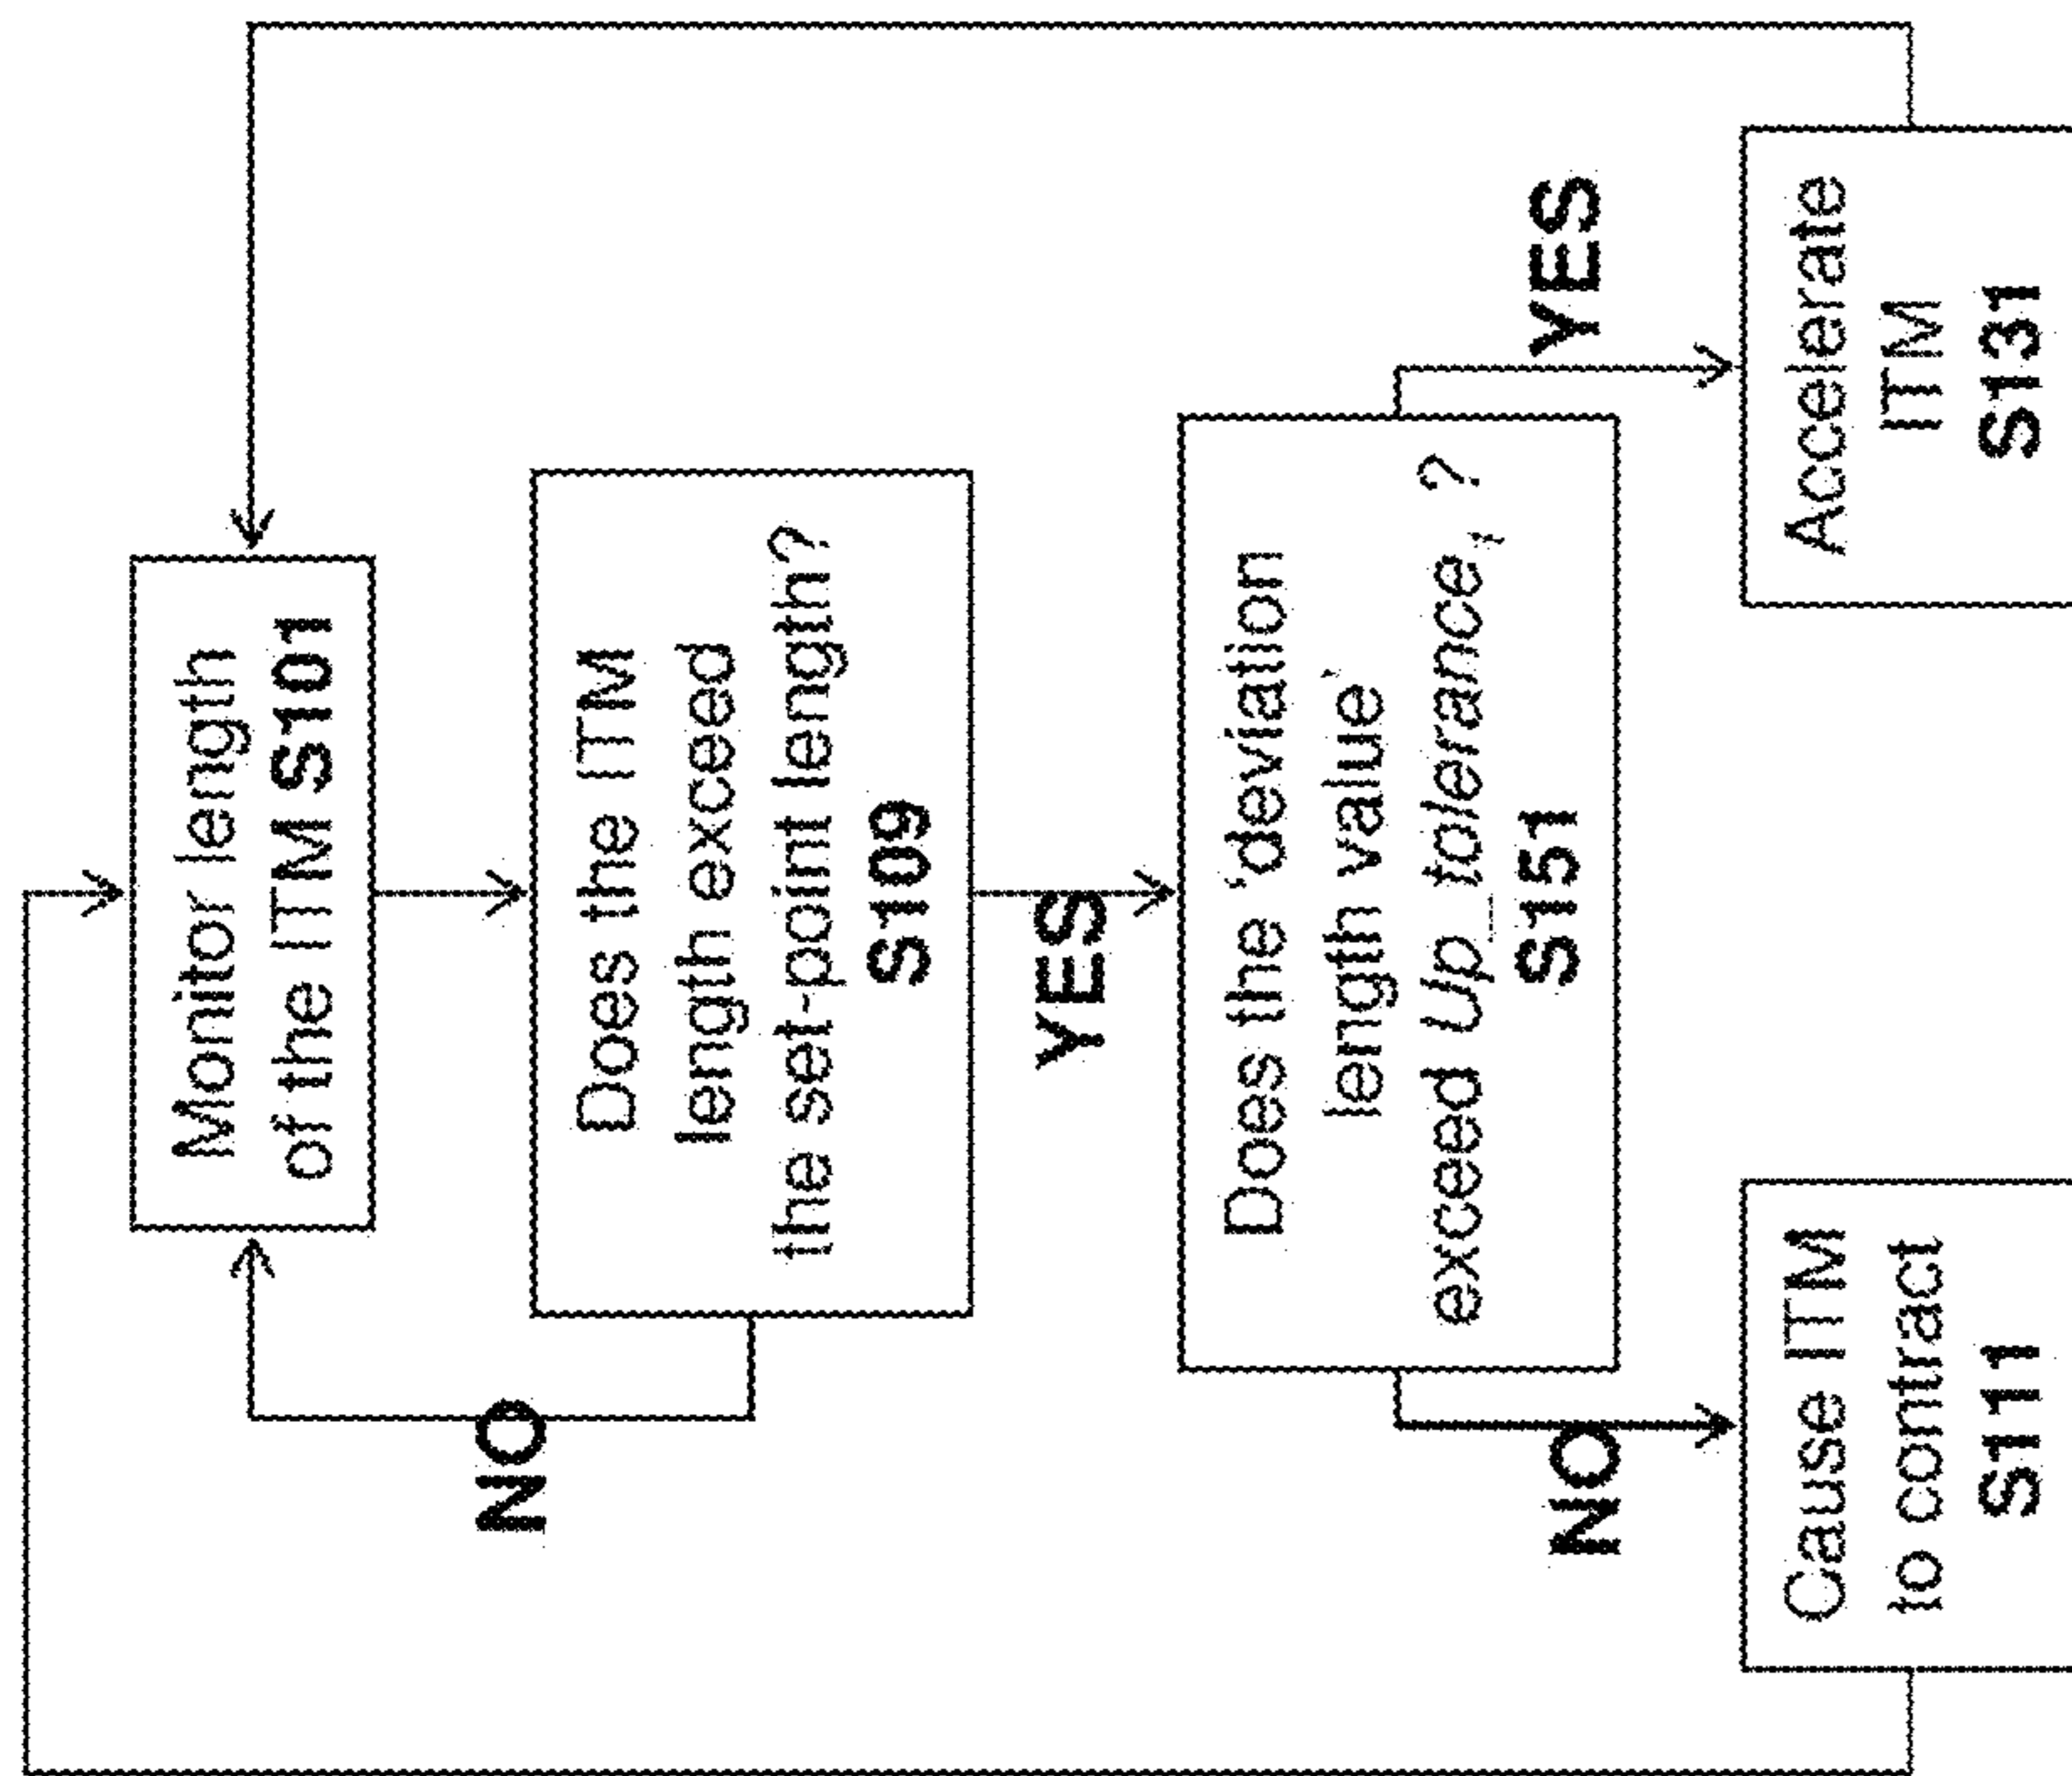 Monitor length
of the ITM S101
NO
Does the ITM
length exceed
the set-point length?
S109
YES
Does the 'deviation
length value'
exceed Up_tolerance₁ ?
S151
NO
YES
Cause ITM
to contract
S111
Accelerate
ITM
S131